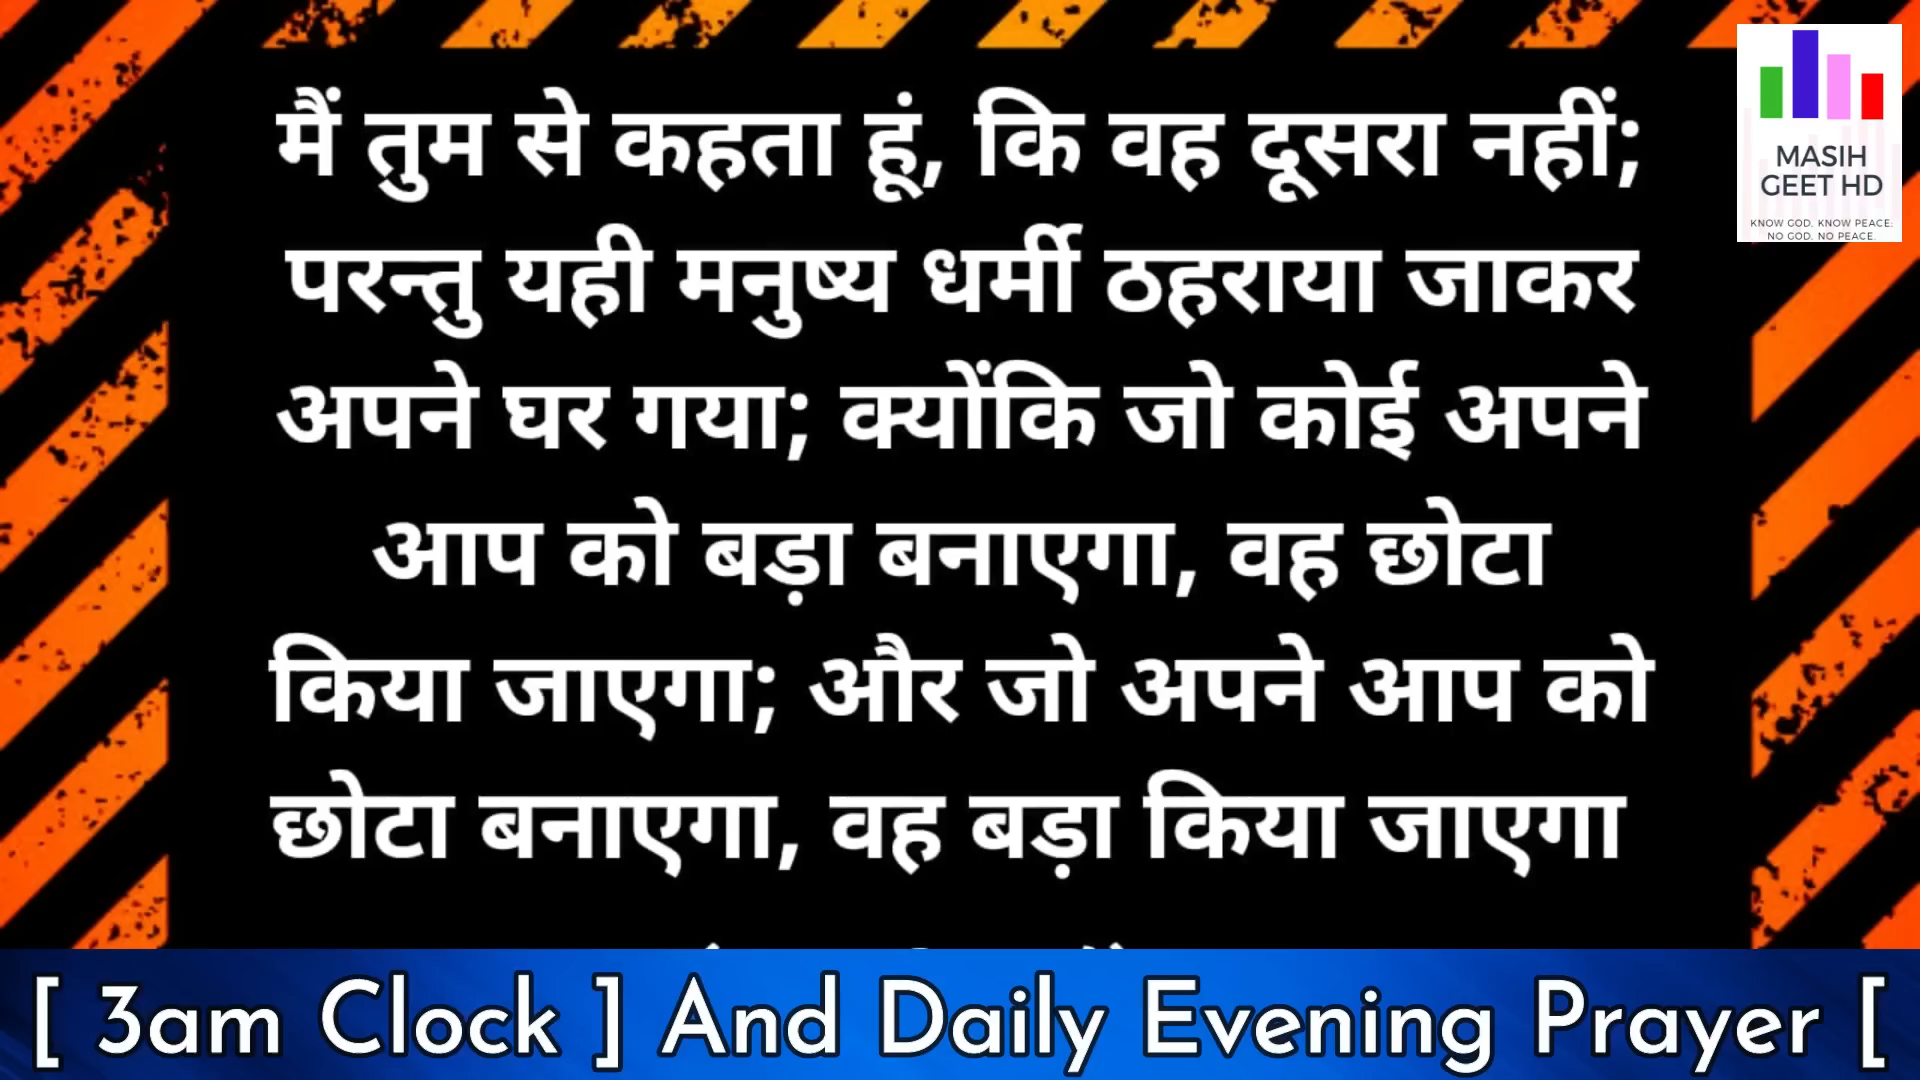 मैं तुम से कहता हूं, कि वह दूसरा नहीं;
परन्तु यही मनुष्य धर्मी ठहराया जाकर
अपने घर गया; क्योंकि जो कोई अपने
आप को बड़ा बनाएगा, वह छोटा
किया जाएगा; और जो अपने आप को
छोटा बनाएगा, वह बड़ा किया जाएगा
MASIH
GEET HD
KNOW GOD. KNOW PEACE.
NO GOD. NO PEACE
[ 3am Clock ] And Daily Evening Prayer [